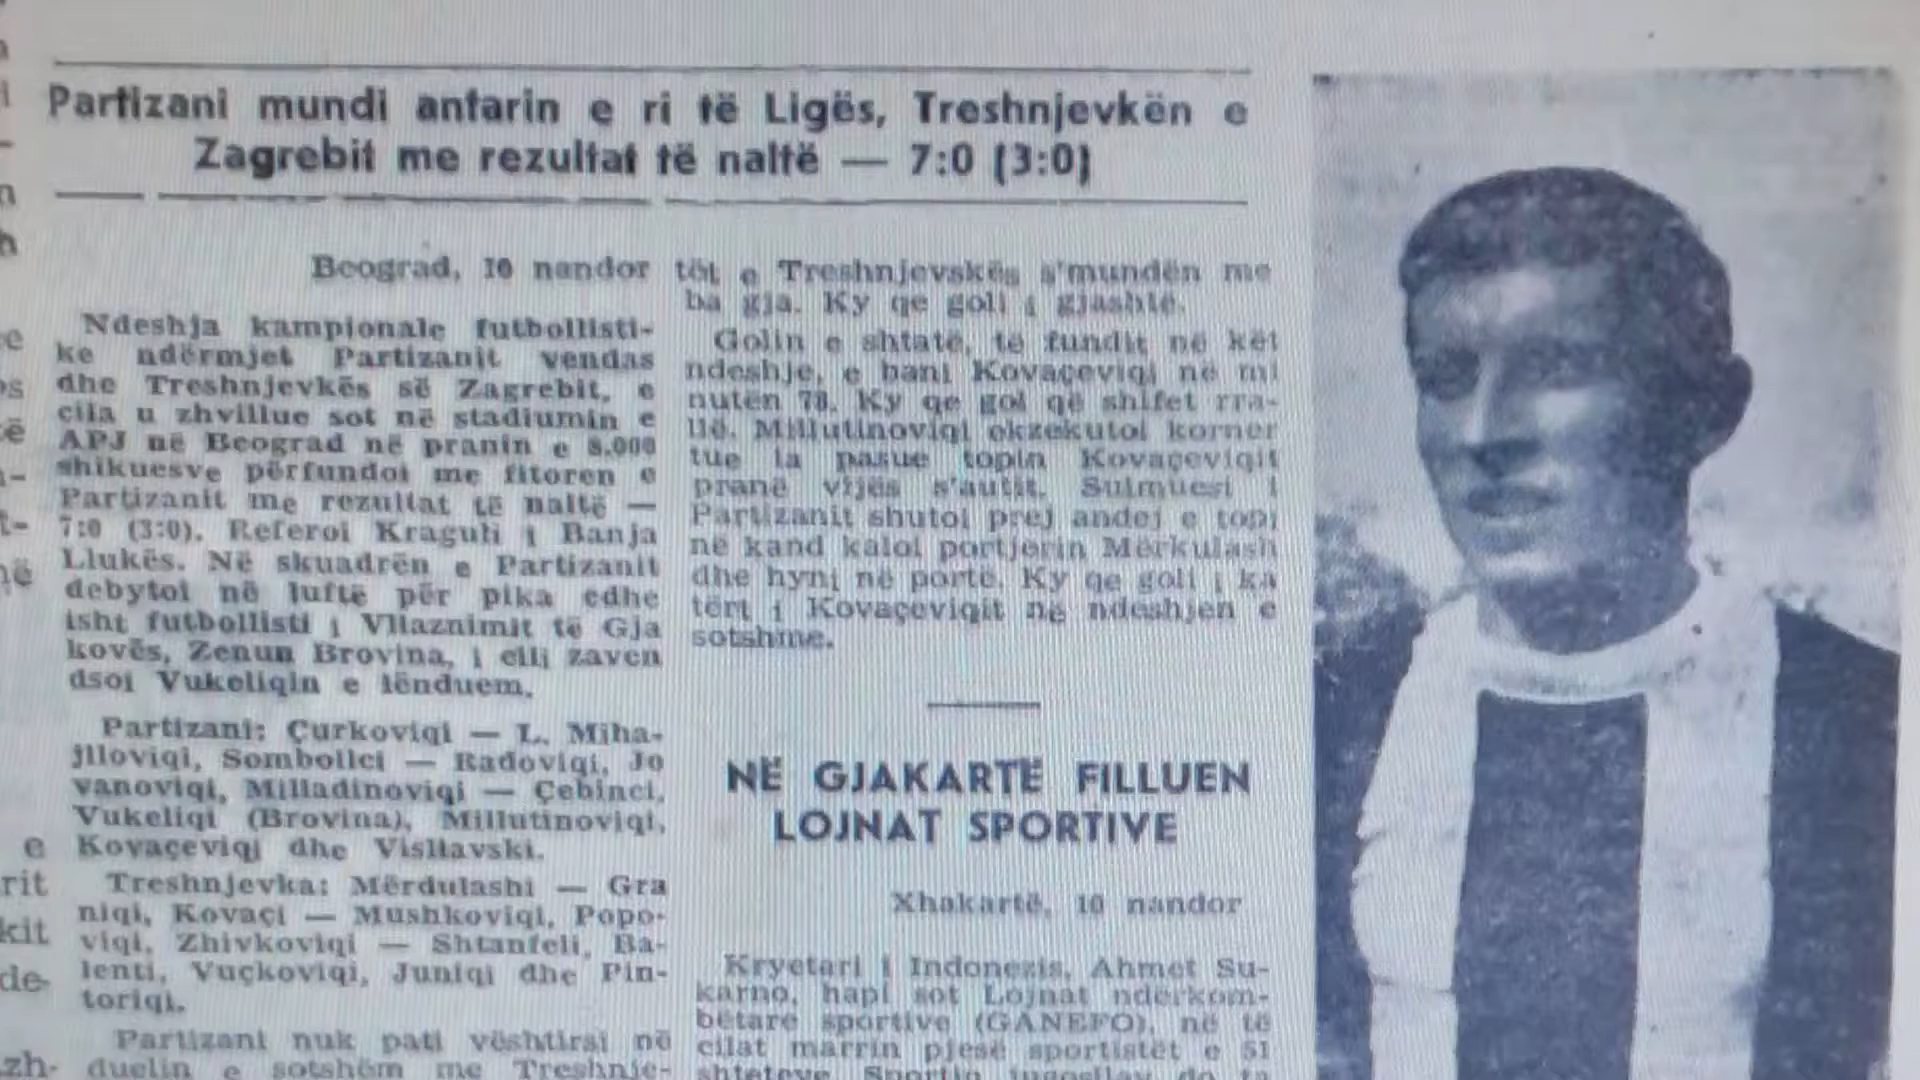 Partizani mundi antarin e ri të Ligës, Treshnjevkën e
Zagrebit me rezultat të naltë — 7:0 (3:0)
Beograd, 10 nandor
Ndeshja kampionale futbollisti-
ke ndërmjet Partizanit vendas
dhe Treshnjevkës së Zagrebit, e
cila u zhvillue sot në stadiumin e
APJ në Beograd në pranin e 8.000
shikuesve përfundoi me fitoren e
Partizanit me rezultat të naltë —
7:0 (3:0). Referoi Kraguli i Banja
Llukës. Në skuadrën e Partizanit
debytoi në luftë për pika edhe
isht futbollisti i Vllaznimit të Gja
kovës, Zenun Brovina, i cili zaven
dsoi Vukeliqin e lënduem.
Partizani: Çurkoviqi — L. Miha-
jlloviqi, Sombollci — Radoviqi, Jo
vanoviqi, Milladinoviqi — Çebinci,
Vukeliqi (Brovina), Millutinoviqi,
Kovaçeviqi dhe Visllavski.
Treshnjevka: Mërdulashi — Gra
niqi, Kovaçi — Mushkoviqi, Popo-
viqi, Zhivkoviqi — Shtanfeli, Ba-
lenti, Vuçkoviqi, Juniqi dhe Pin-
toriqi.
Partizani nuk pati vështirsi në
duelin e sotshëm me Treshnje-
tët e Treshnjevskës s'mundën me
ba gja. Ky qe goli i gjashtë.
Golin e shtatë, të fundit në kët
ndeshje, e bani Kovaçeviqi në mi
nutën 78. Ky qe gol që shifet rra-
llë. Millutinoviqi ekzekutoi korner
tue ia pasue topin Kovaçeviqit
pranë vijës s'autit. Sulmuesi i
Partizanit shutoi prej andej e topi
në kand kaloi portjerin Mërkulash
dhe hyni në portë. Ky qe goli i ka
tërt i Kovaçeviqit në ndeshjen e
sotshme.
NË GJAKARTË FILLUEN
LOJNAT SPORTIVE
Xhakartë, 10 nandor
Kryetari i Indonezis, Ahmet Su-
karno, hapi sot Lojnat ndërkom-
bëtare sportive (GANEFO), në të
cilat marrin pjesë sportistët e 51
shteteve. Sportin jugosllav do ta